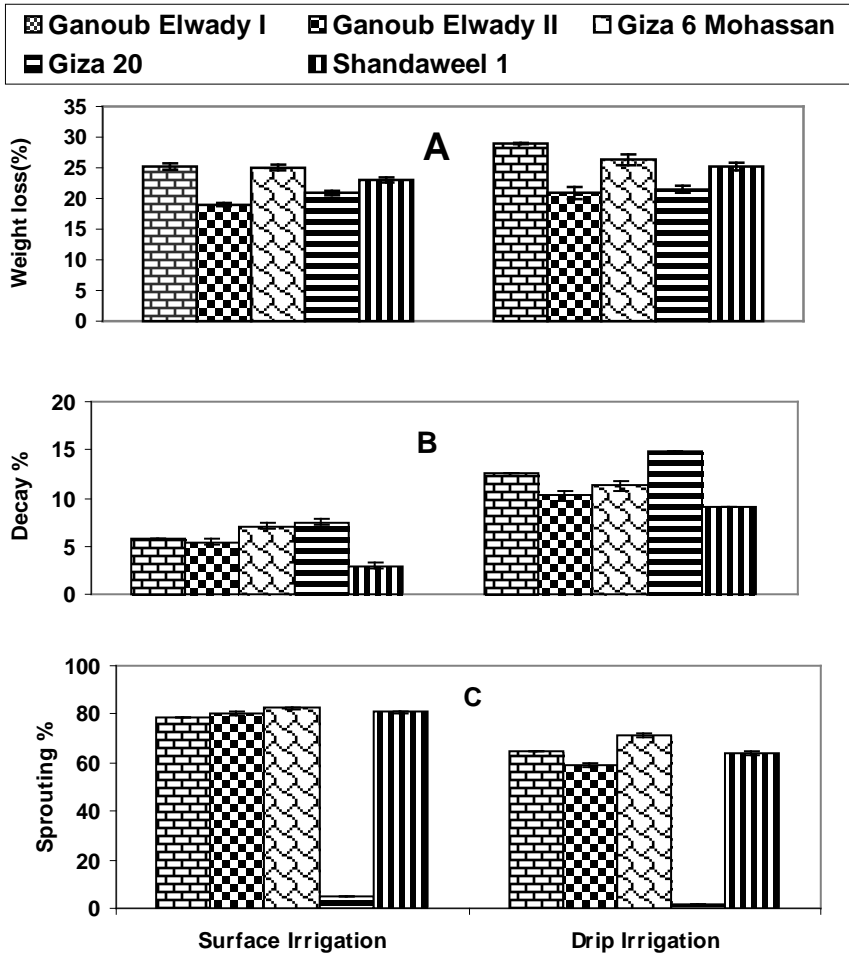 Ganoub Elwady I Ganoub Elwady II Giza 6 Mohassan
Giza 20 Shandaweel 1
A
Weight loss(%)
35
30
25
20
15
10
5
0
B
Decay %
20
15
10
5
0
C
Sprouting %
100
80
60
40
20
0
Surface Irrigation Drip Irrigation